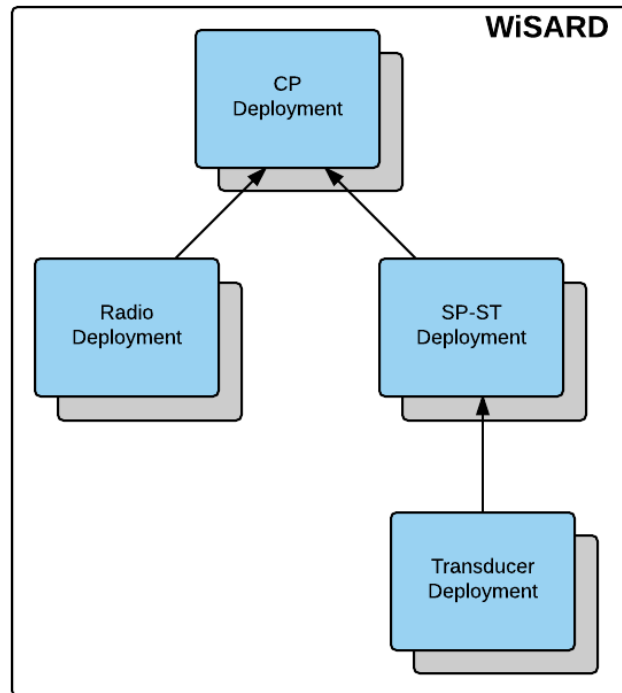 WiSARD
CP
Deployment
Radio
Deployment
SP-ST
Deployment
Transducer
Deployment